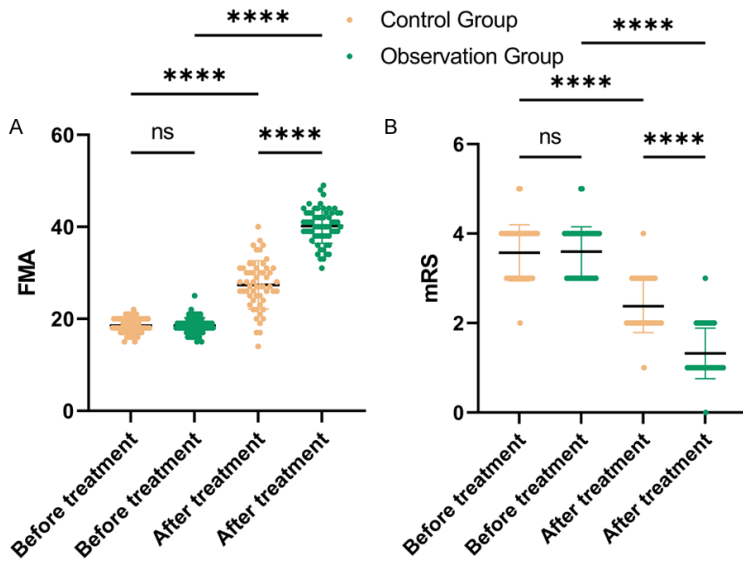 **** Control Group
**** Observation Group ****
****
A ns **** B ns ****
60 6
40 4
FMA mRS
20 2
0 0
Before treatment Before treatment After treatment After treatment Before treatment Before treatment After treatment After treatment